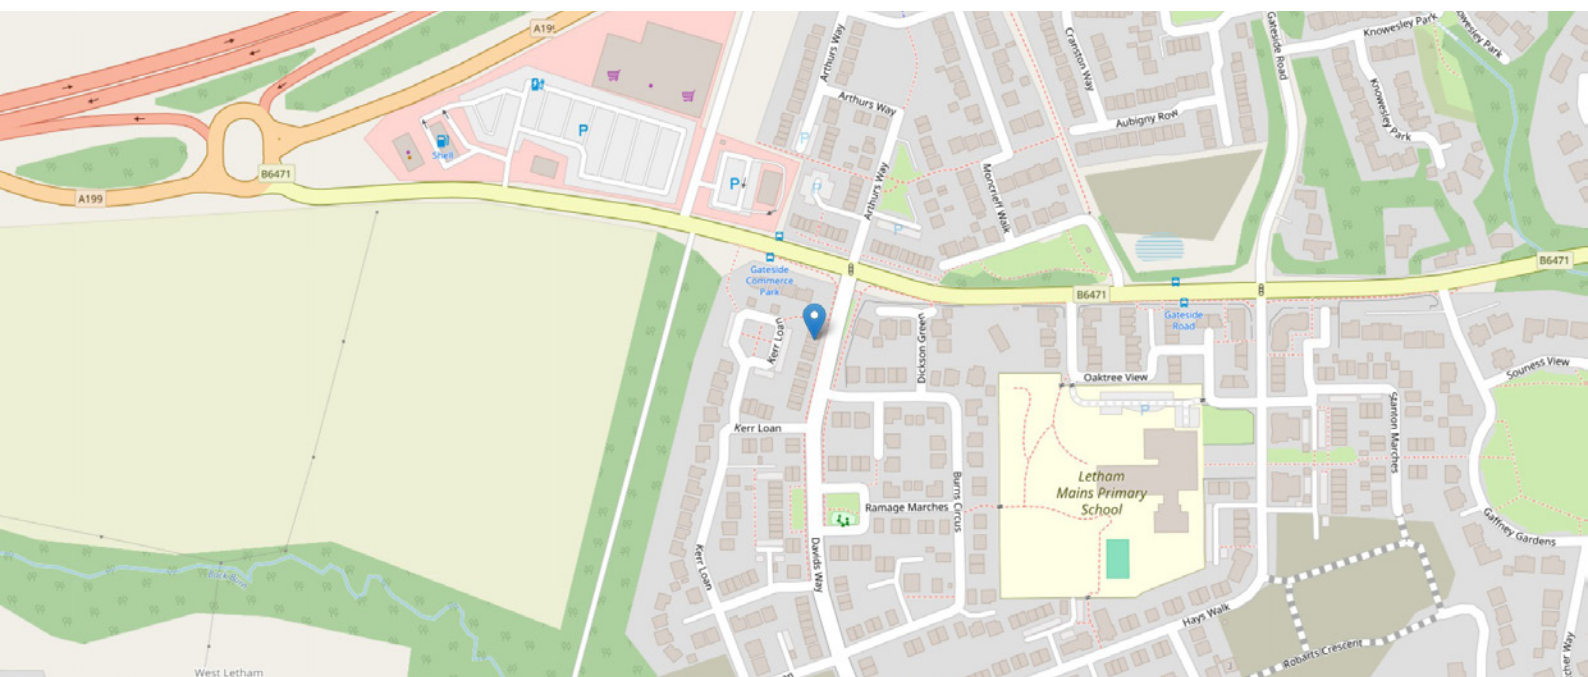 A199
Arthurs Way
Cranston Way
Gateside Road
Knowesley Park
Knowesley Park
Arthurs Way
Knowesley Park
Aubigny Row
Shell
P
P
P
P
B6471
A199
Arthurs Way
Moncrieff Walk
P
B6471
Gateside
Commerce
Park
B6471
Gateside
Road
Kerr Loan
Dickson Green
Oaktree View
P
Souness View
Stanton Marches
Kerr Loan
Letham
Mains Primary
School
Burns Circus
Ramage Marches
Gaffney Gardens
Kerr Loan
Davids Way
Back Burn
Hays Walk
Robarts Crescent
West Letham